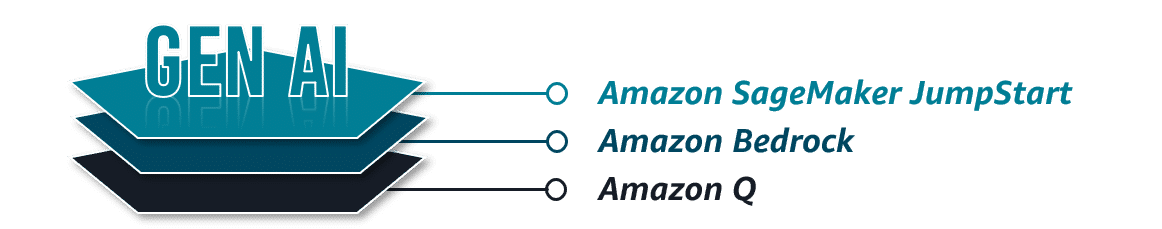 GEN AI
Amazon SageMaker JumpStart
Amazon Bedrock
Amazon Q